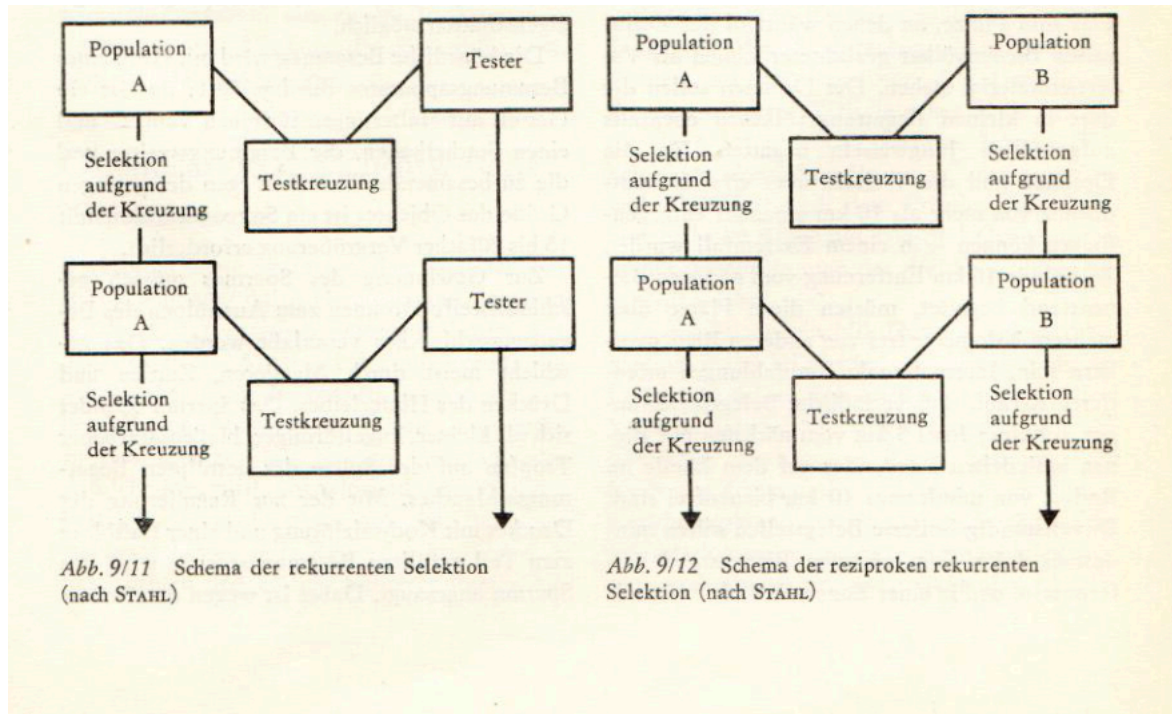 Population
A
Tester
Selektion
aufgrund
der Kreuzung
Testkreuzung
Population
A
Tester
Selektion
aufgrund
der Kreuzung
Testkreuzung
Abb. 9/11 Schema der rekurrenten Selektion
(nach STAHL)
Population
A
Population
B
Selektion
aufgrund
der Kreuzung
Testkreuzung
Selektion
aufgrund
der Kreuzung
Population
A
Population
B
Selektion
aufgrund
der Kreuzung
Testkreuzung
Selektion
aufgrund
der Kreuzung
Abb. 9/12 Schema der reziproken rekurrenten
Selektion (nach STAHL)